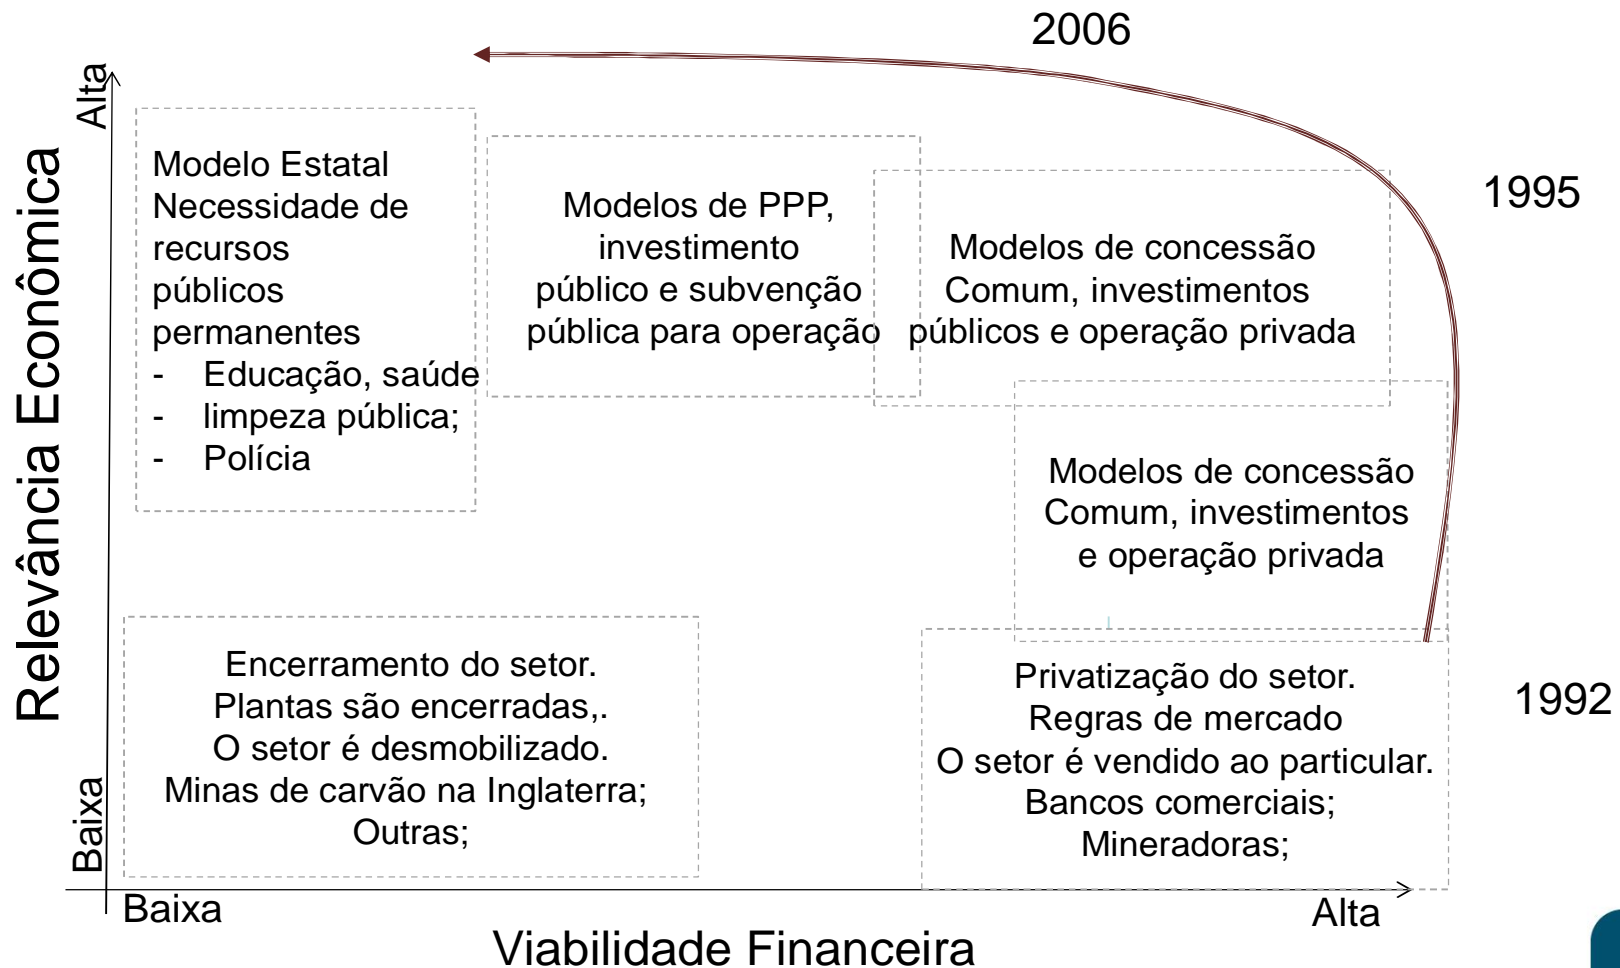 2006
1995
1992
Relevância Econômica
Alta
Baixa
Modelo Estatal
Necessidade de
recursos
públicos
permanentes
- Educação, saúde
- limpeza pública;
- Polícia
Modelos de PPP,
investimento
público e subvenção
pública para operação
Modelos de concessão
Comum, investimentos
públicos e operação privada
Modelos de concessão
Comum, investimentos
e operação privada
Encerramento do setor.
Plantas são encerradas,.
O setor é desmobilizado.
Minas de carvão na Inglaterra;
Outras;
Privatização do setor.
Regras de mercado
O setor é vendido ao particular.
Bancos comerciais;
Mineradoras;
Baixa
Alta
Viabilidade Financeira